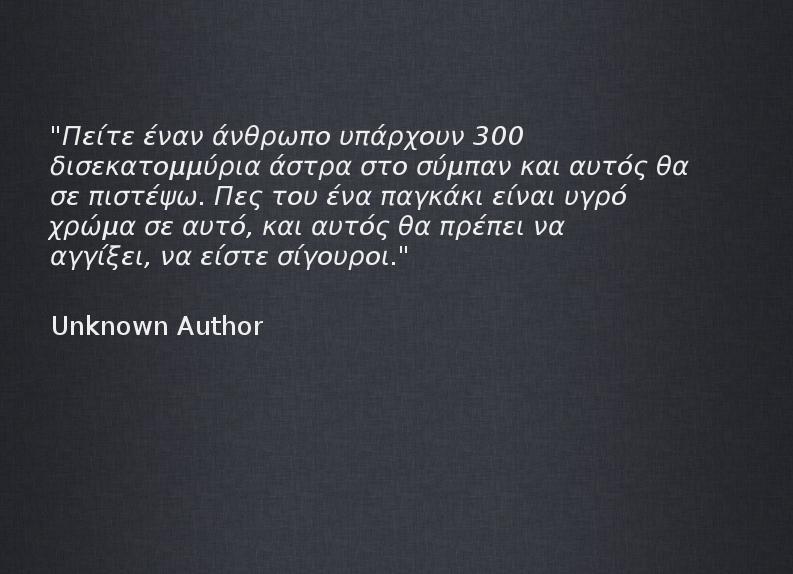 "Πείτε έναν άνθρωπο υπάρχουν 300
δισεκατομμύρια άστρα στο σύμπαν και αυτός θα
σε πιστέψω. Πες του ένα παγκάκι είναι υγρό
χρώμα σε αυτό, και αυτός θα πρέπει να
αγγίξει, να είστε σίγουροι."
Unknown Author